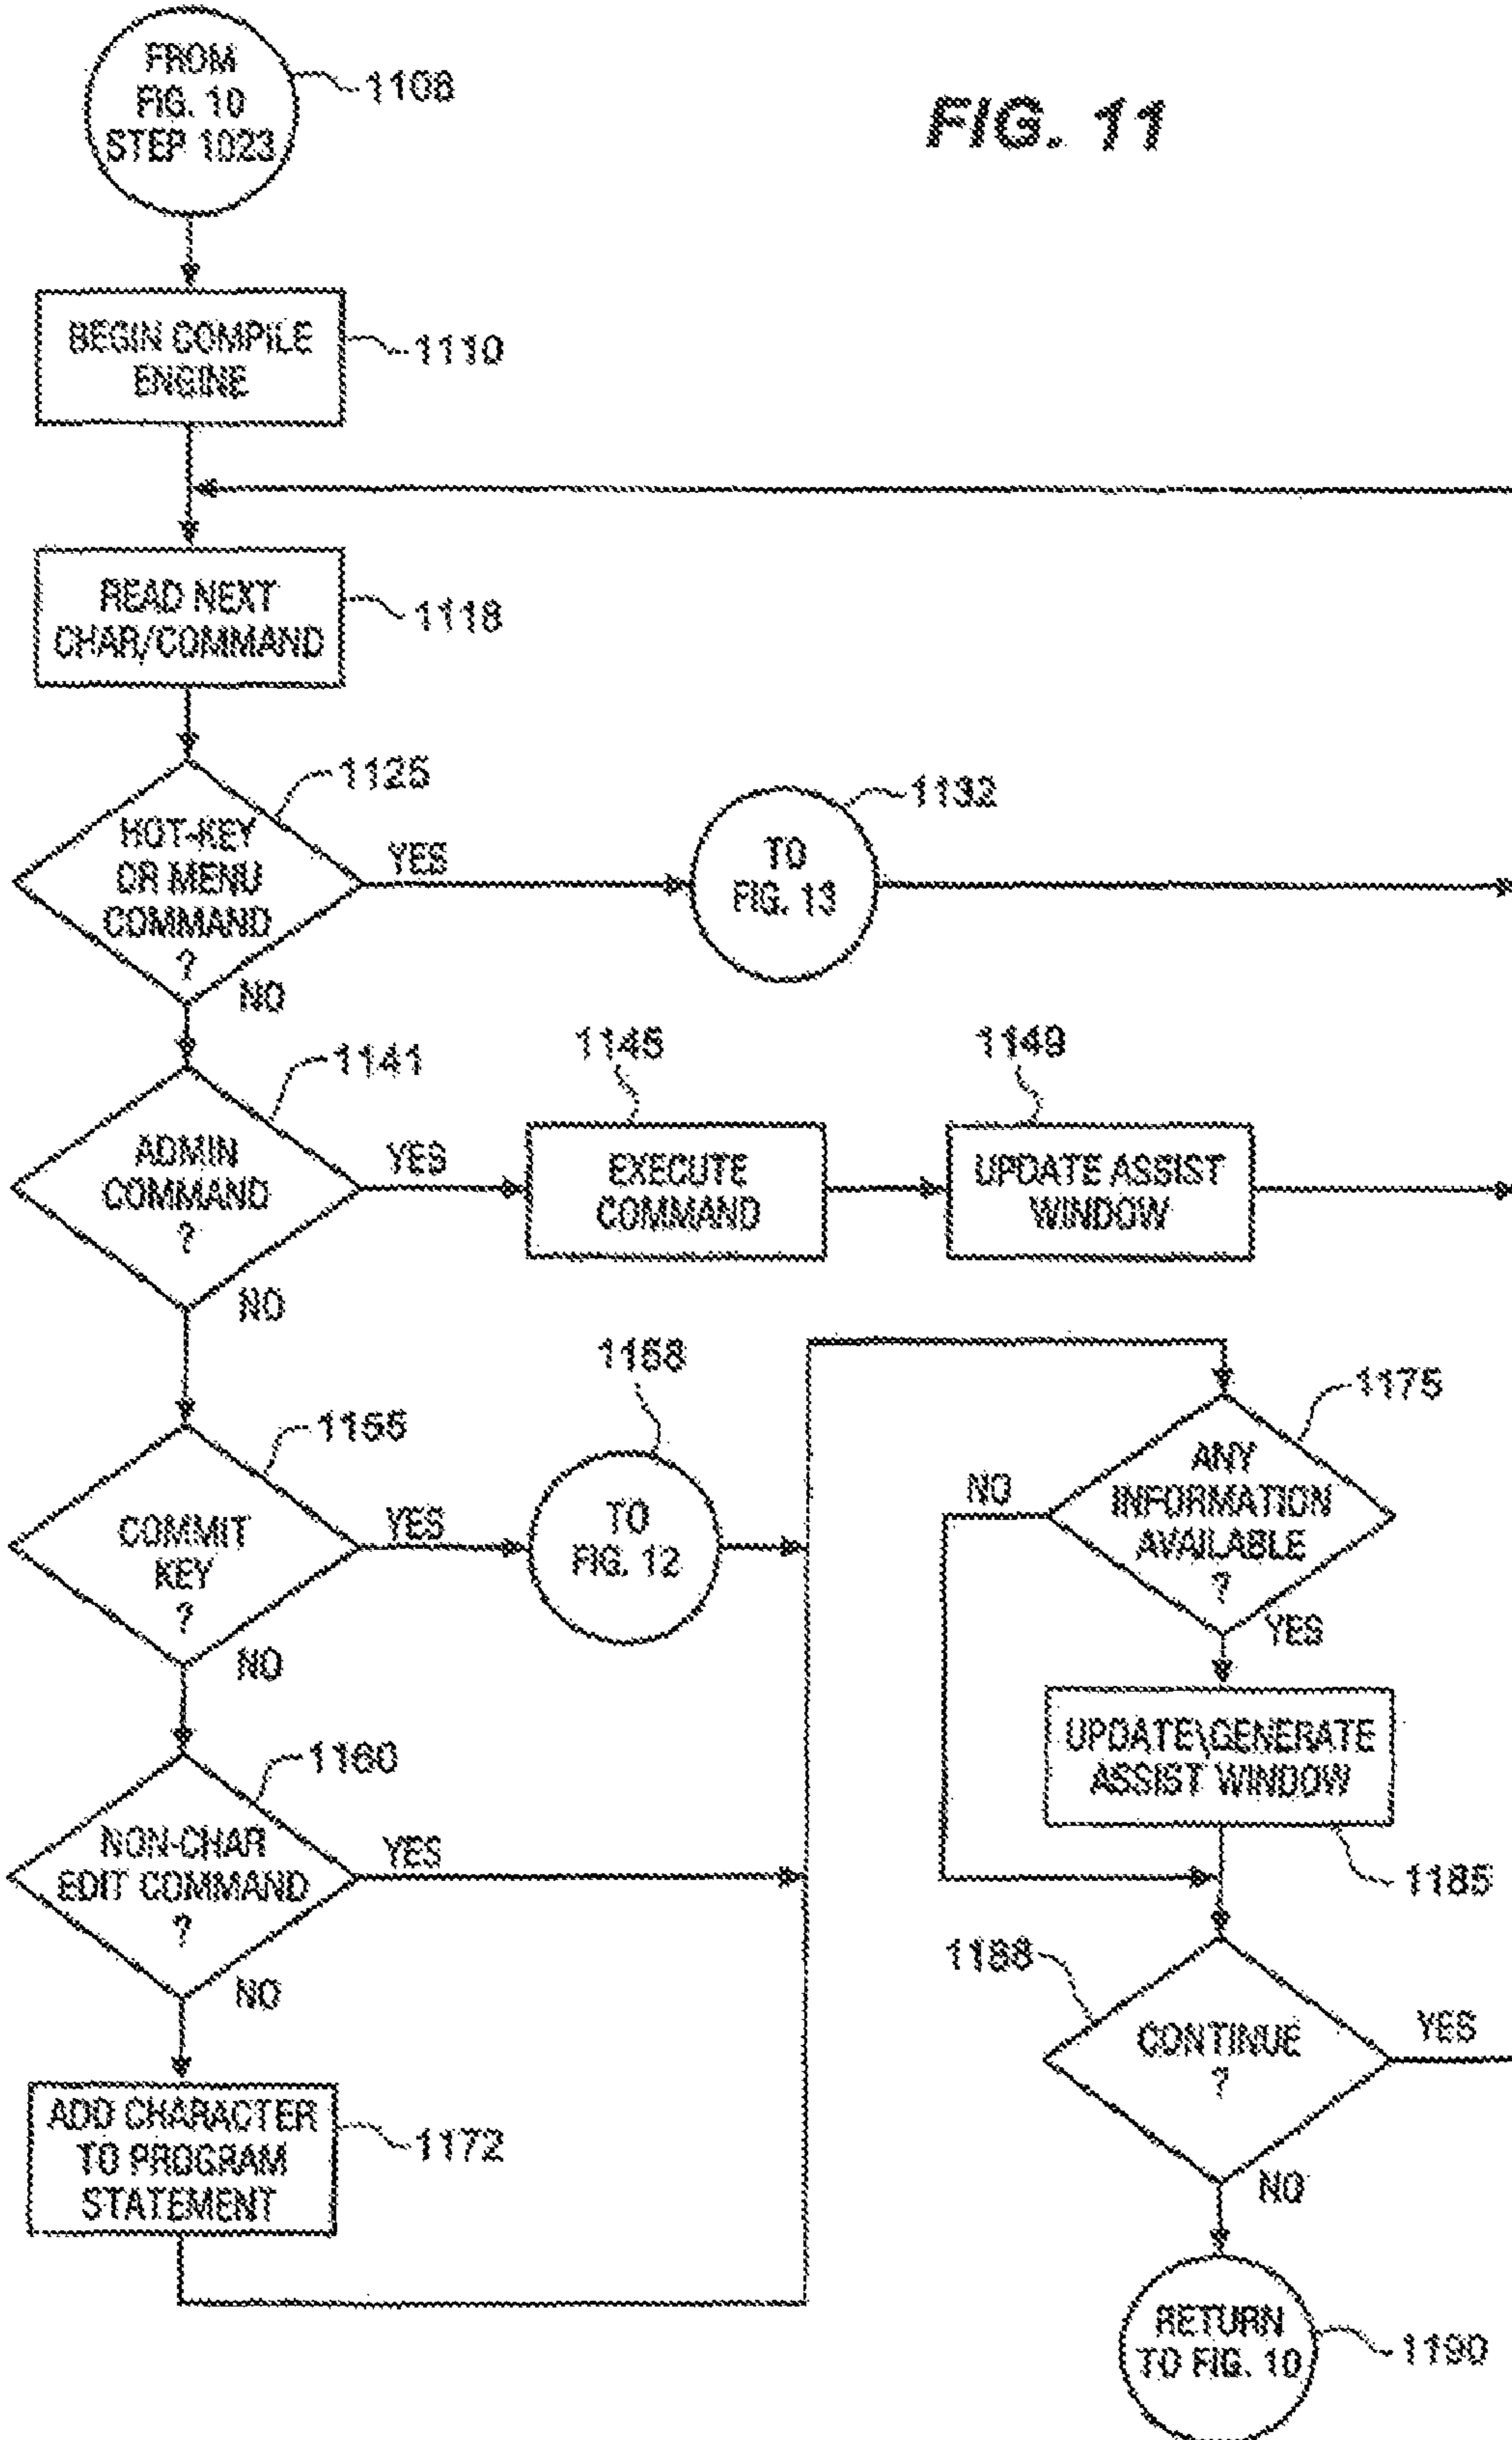 FROM
FIG. 10
STEP 1023
1108
FIG. 11
BEGIN COMPILE
ENGINE
1110
READ NEXT
CHAR/COMMAND
1118
1125
HOT-KEY
OR MENU
COMMAND
?
YES
NO
1132
TO
FIG. 13
1141
ADMIN
COMMAND
?
YES
NO
EXECUTE
COMMAND
1149
UPDATE ASSIST
WINDOW
1155
COMMIT
KEY
?
YES
NO
TO
FIG. 12
1160
NON-CHAR
EDIT COMMAND
?
YES
NO
ADD CHARACTER
TO PROGRAM
STATEMENT
1172
1175
ANY
INFORMATION
AVAILABLE
?
NO
YES
UPDATE\GENERATE
ASSIST WINDOW
1185
1188
CONTINUE
?
YES
NO
RETURN
TO FIG. 10
1190